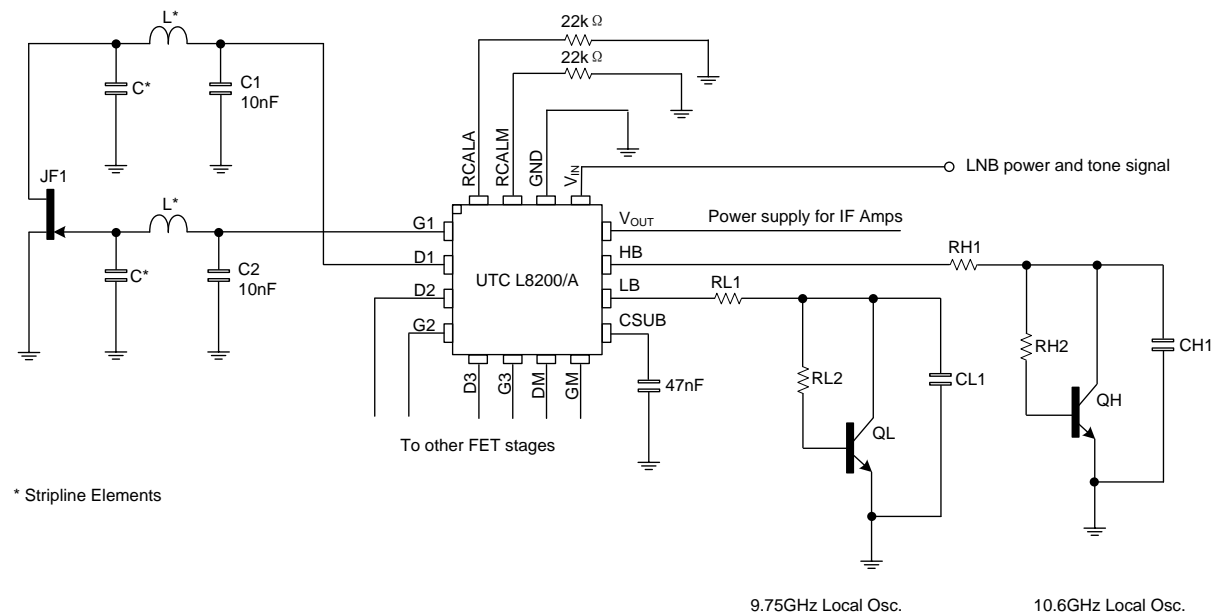 L*
C*
C1
10nF
JF1
L*
C*
C2
10nF
22k Ω
22k Ω
RCALA
RCALM
GND
VIN
LNB power and tone signal
G1
D1
D2
G2
UTC L8200/A
VOUT
HB
LB
CSUB
Power supply for IF Amps
D3
G3
DM
GM
47nF
To other FET stages
RL1
RL2
QL
CL1
RH1
RH2
QH
CH1
* Stripline Elements
9.75GHz Local Osc.
10.6GHz Local Osc.